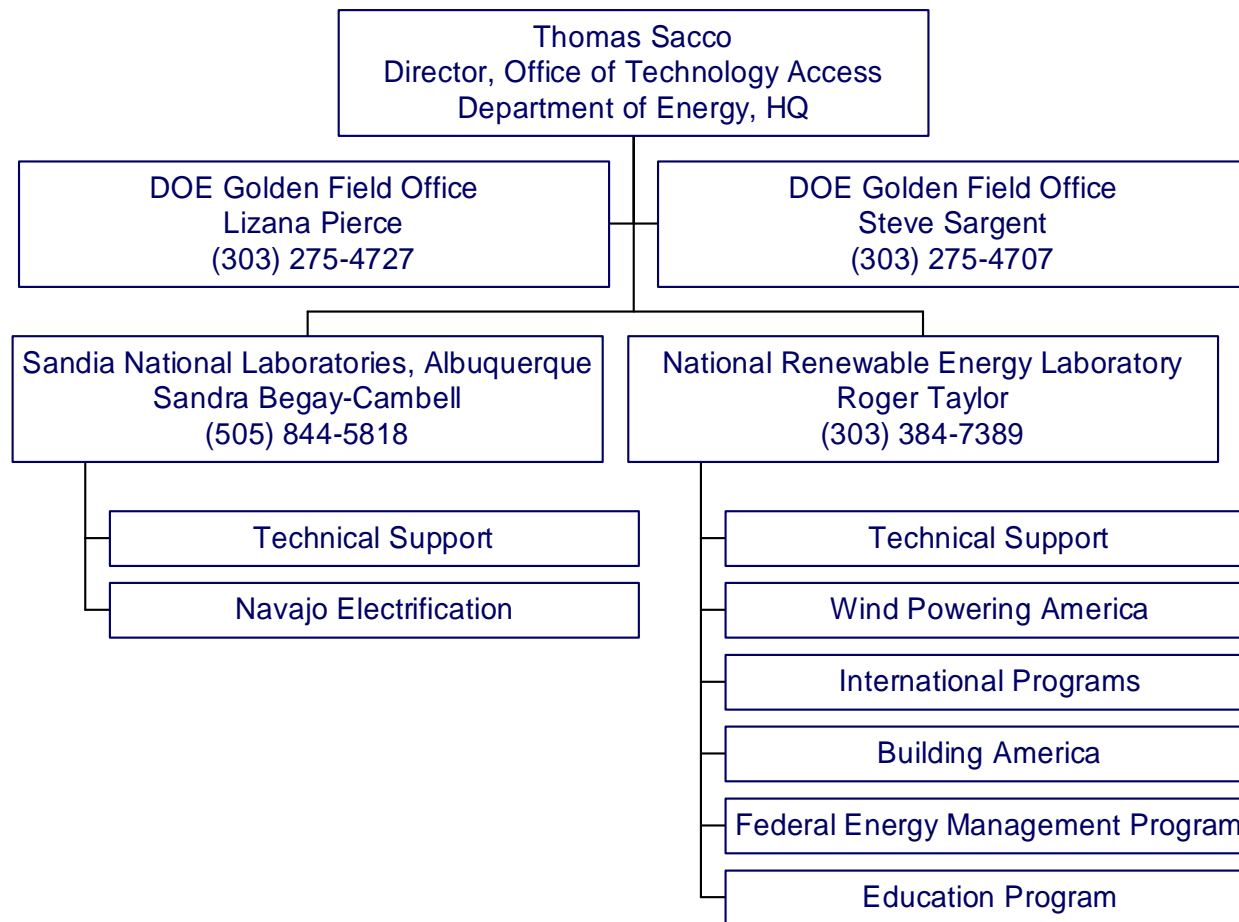 Thomas Sacco
Director, Office of Technology Access
Department of Energy, HQ
DOE Golden Field Office
Lizana Pierce
(303) 275-4727
DOE Golden Field Office
Steve Sargent
(303) 275-4707
Sandia National Laboratories, Albuquerque
Sandra Begay-Cambell
(505) 844-5818
National Renewable Energy Laboratory
Roger Taylor
(303) 384-7389
Technical Support
Navajo Electrification
Technical Support
Wind Powering America
International Programs
Building America
Federal Energy Management Program
Education Program